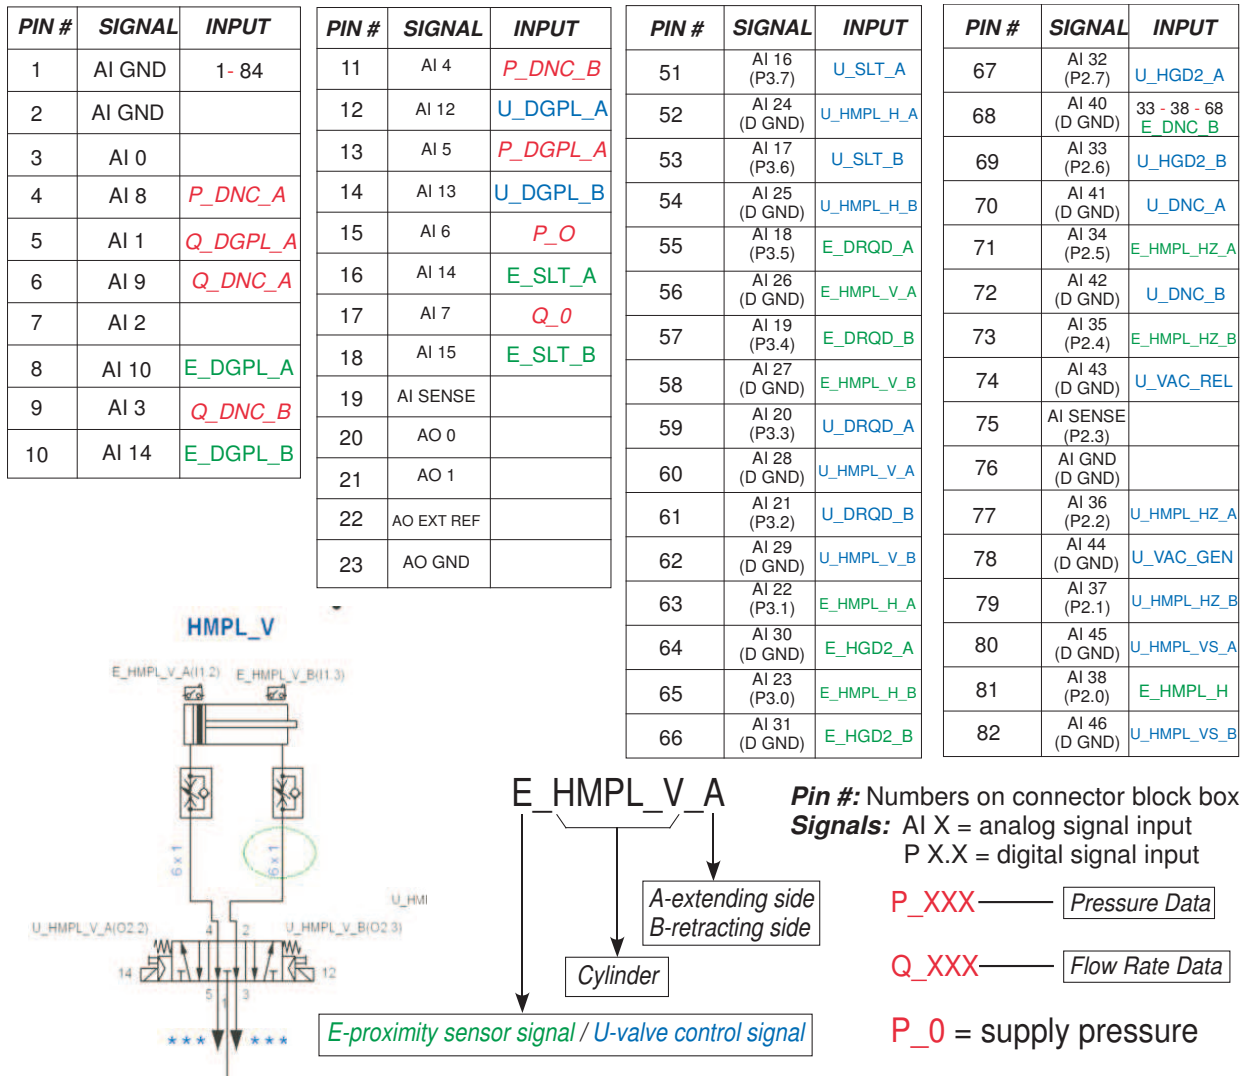 PIN # SIGNAL INPUT
1 AI GND 1- 84
2 AI GND
3 AI 0
4 AI 8 P_DNC_A
5 AI 1 Q_DGPL_A
6 AI 9 Q_DNC_A
7 AI 2
8 AI 10 E_DGPL_A
9 AI 3 Q_DNC_B
10 AI 14 E_DGPL_B
PIN # SIGNAL INPUT
11 AI 4 P_DNC_B
12 AI 12 U_DGPL_A
13 AI 5 P_DGPL_A
14 AI 13 U_DGPL_B
15 AI 6 P_O
16 AI 14 E_SLT_A
17 AI 7 Q_0
18 AI 15 E_SLT_B
19 AI SENSE
20 AO 0
21 AO 1
22 AO EXT REF
23 AO GND
PIN # SIGNAL INPUT
51 AI 16 (P3.7) U_SLT_A
52 AI 24 (D GND) U_HMPL_H_A
53 AI 17 (P3.6) U_SLT_B
54 AI 25 (D GND) U_HMPL_H_B
55 AI 18 (P3.5) E_DRQD_A
56 AI 26 (D GND) E_HMPL_V_A
57 AI 19 (P3.4) E_DRQD_B
58 AI 27 (D GND) E_HMPL_V_B
59 AI 20 (P3.3) U_DRQD_A
60 AI 28 (D GND) U_HMPL_V_A
61 AI 21 (P3.2) U_DRQD_B
62 AI 29 (D GND) U_HMPL_V_B
63 AI 22 (P3.1) E_HMPL_H_A
64 AI 30 (D GND) E_HGD2_A
65 AI 23 (P3.0) E_HMPL_H_B
66 AI 31 (D GND) E_HGD2_B
PIN # SIGNAL INPUT
67 AI 32 (P2.7) U_HGD2_A
68 AI 40 (D GND) 33 - 38 - 68 E_DNC_B
69 AI 33 (P2.6) U_HGD2_B
70 AI 41 (D GND) U_DNC_A
71 AI 34 (P2.5) E_HMPL_HZ_A
72 AI 42 (D GND) U_DNC_B
73 AI 35 (P2.4) E_HMPL_HZ_B
74 AI 43 (D GND) U_VAC_REL
75 AI SENSE (P2.3)
76 AI GND (D GND)
77 AI 36 (P2.2) U_HMPL_HZ_A
78 AI 44 (D GND) U_VAC_GEN
79 AI 37 (P2.1) U_HMPL_HZ_B
80 AI 45 (D GND) U_HMPL_VS_A
81 AI 38 (P2.0) E_HMPL_H
82 AI 46 (D GND) U_HMPL_VS_B
HMPL_V
E_HMPL_V_A(I1.2) E_HMPL_V_B(I1.3)
6 x 1 6 x 1
U_HMI
U_HMPL_V_A(O2.2) 4 2 U_HMPL_V_B(O2.3)
14 12
5 1 3
*** ***
E_HMPL_V_A
A-extending side
B-retracting side
Cylinder
E-proximity sensor signal / U-valve control signal
Pin #: Numbers on connector block box
Signals: AI X = analog signal input
P X.X = digital signal input
P_XXX Pressure Data
Q_XXX Flow Rate Data
P_0 = supply pressure